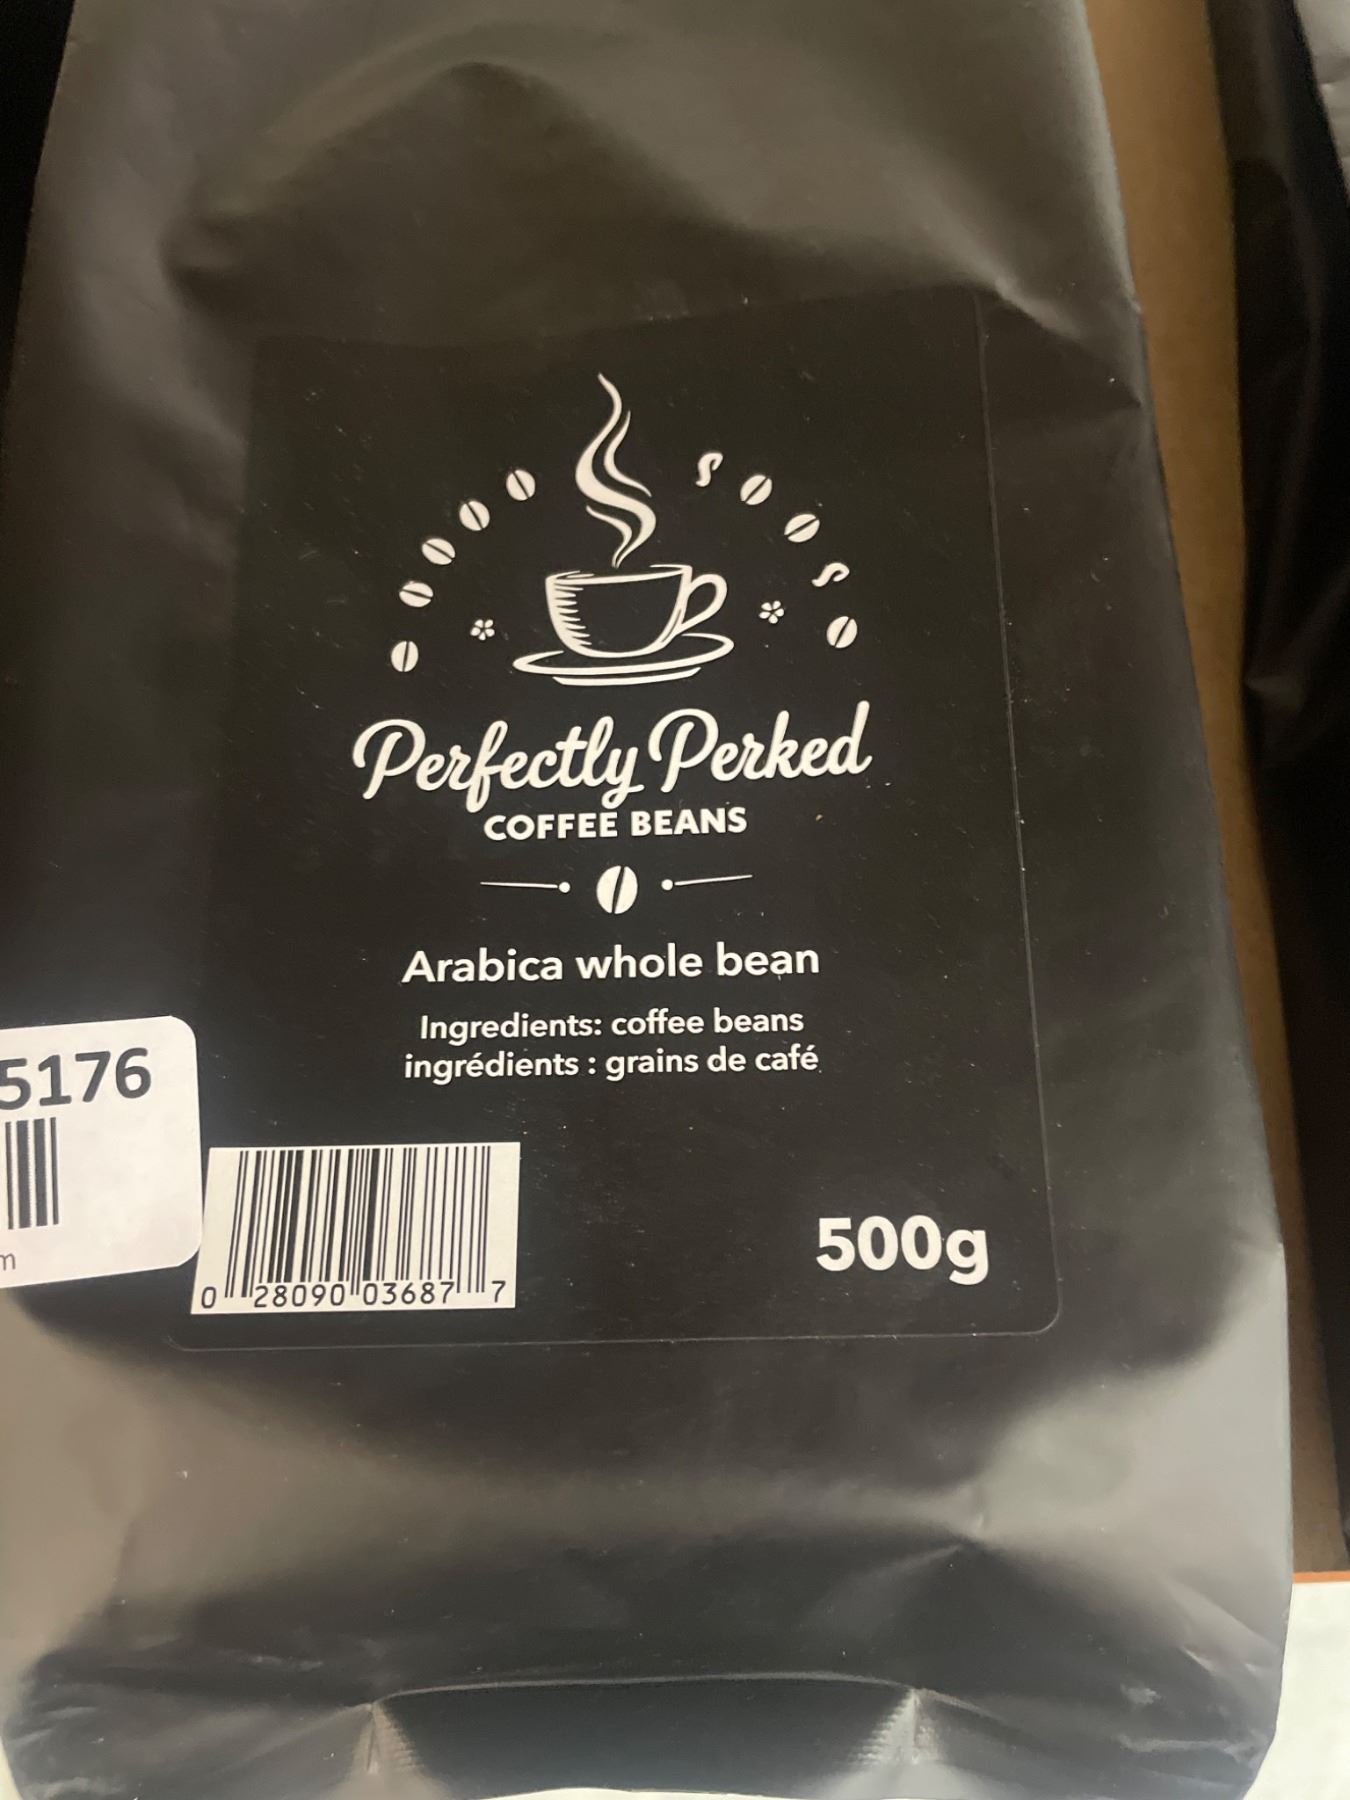 Perfectly Perked
COFFEE BEANS
Arabica whole bean
Ingredients: coffee beans
ingrédients : grains de café
5176
m
0 28090 03687 7
500g